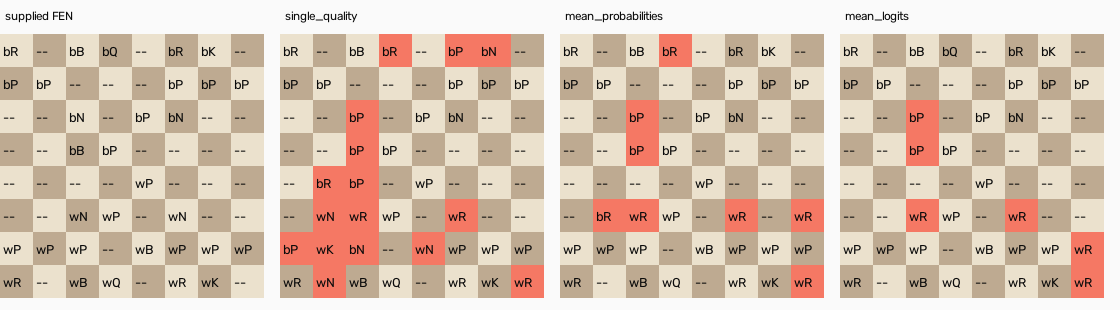 supplied FEN
bR -- bB bQ -- bR bK --
bP bP -- -- -- bP bP bP
-- -- bN -- bP bN -- --
-- -- bB bP -- -- -- --
-- -- -- -- wP -- -- --
-- -- wN wP -- wN -- --
wP wP wP -- wB wP wP wP
wR -- wB wQ -- wR wK --
single_quality
bR -- bB bR -- bP bN --
bP bP -- -- -- bP bP bP
-- -- bP -- bP bN -- --
-- -- bP bP -- -- -- --
-- bR bP -- wP -- -- --
-- wN wR wP -- wR -- --
bP wK bN -- wN wP wP wP
wR wN wB wQ -- wR wK wR
mean_probabilities
bR -- bB bR -- bR bK --
bP bP -- -- -- bP bP bP
-- -- bP -- bP bN -- --
-- -- bP bP -- -- -- --
-- -- -- -- wP -- -- --
-- bR wR wP -- wR -- wR
wP wP wP -- wB wP wP wP
wR -- wB wQ -- wR wK wR
mean_logits
bR -- bB bQ -- bR bK --
bP bP -- -- -- bP bP bP
-- -- bP -- bP bN -- --
-- -- bP bP -- -- -- --
-- -- -- -- wP -- -- --
-- -- wR wP -- wR -- --
wP wP wP -- wB wP wP wR
wR -- wB wQ -- wR wK wR